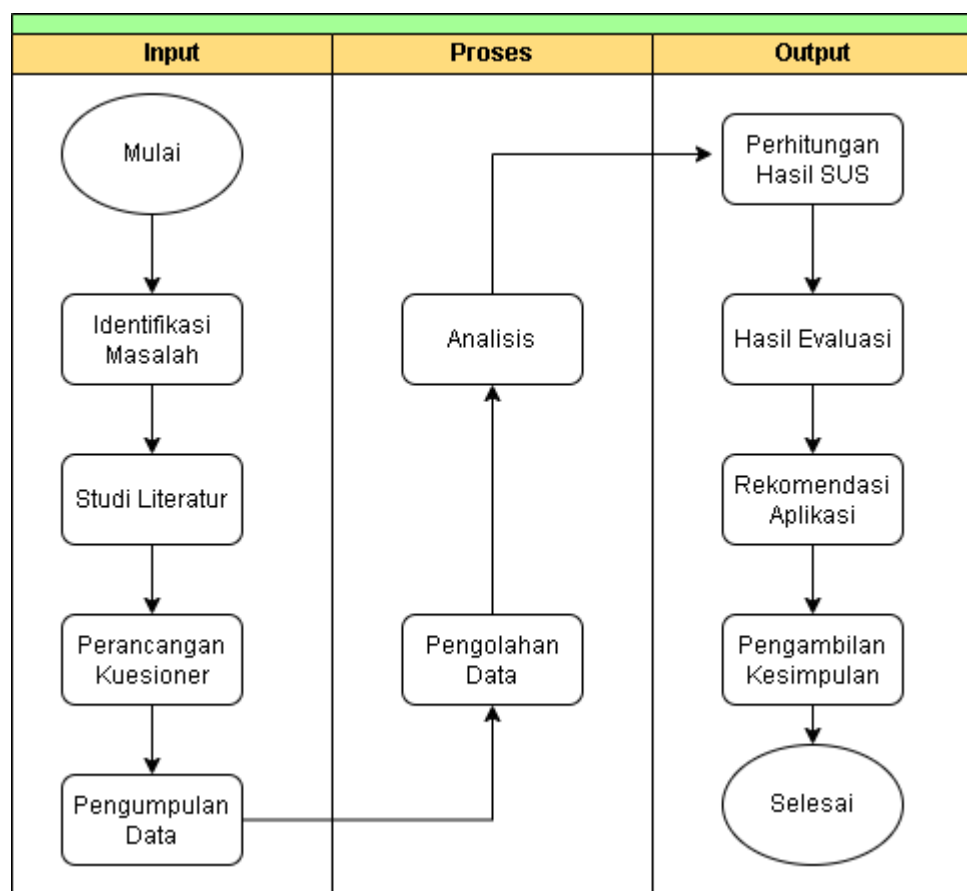 Input
Proses
Output
Mulai
Identifikasi
Masalah
Studi Literatur
Perancangan
Kuesioner
Pengumpulan
Data
Pengolahan
Data
Analisis
Perhitungan
Hasil SUS
Hasil Evaluasi
Rekomendasi
Aplikasi
Pengambilan
Kesimpulan
Selesai